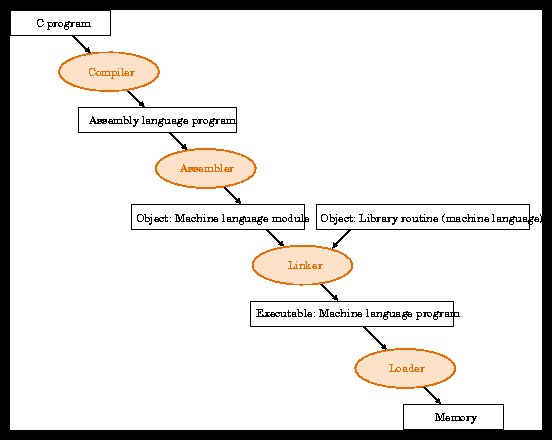 C program
Compiler
Assembly language program
Assembler
Object: Machine language module
Object: Library routine (machine language)
Linker
Executable: Machine language program
Loader
Memory